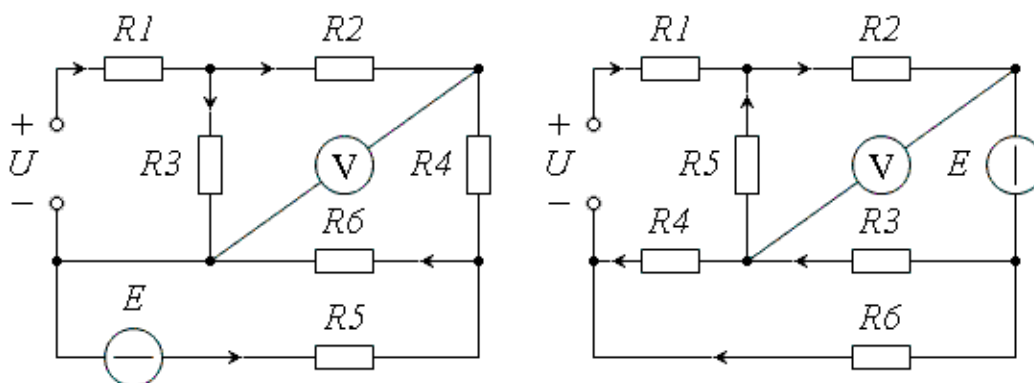 R1 R2 R1 R2
+ +
U R3 V R4 U R5 V E
− −
R6 R4 R3
E R5 R6